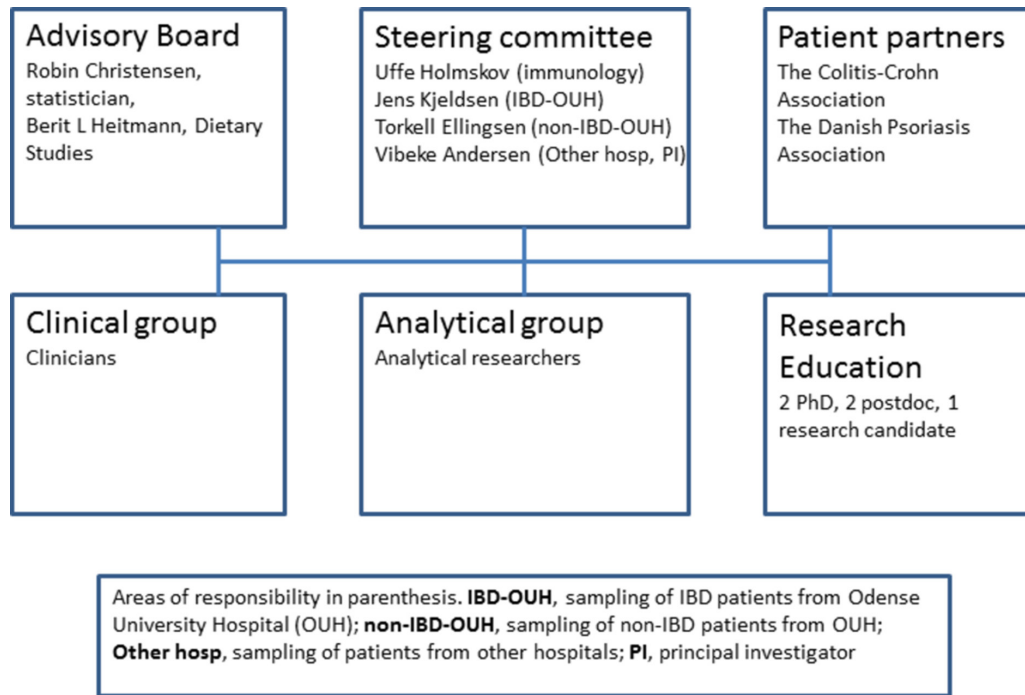 Advisory Board
Robin Christensen,
statistician,
Berit L Heitmann, Dietary
Studies
Steering committee
Uffe Holmskov (immunology)
Jens Kjeldsen (IBD-OUH)
Torkell Ellingsen (non-IBD-OUH)
Vibeke Andersen (Other hosp, PI)
Patient partners
The Colitis-Crohn
Association
The Danish Psoriasis
Association
Clinical group
Clinicians
Analytical group
Analytical researchers
Research
Education
2 PhD, 2 postdoc, 1
research candidate
Areas of responsibility in parenthesis. IBD-OUH, sampling of IBD patients from Odense
University Hospital (OUH); non-IBD-OUH, sampling of non-IBD patients from OUH;
Other hosp, sampling of patients from other hospitals; PI, principal investigator